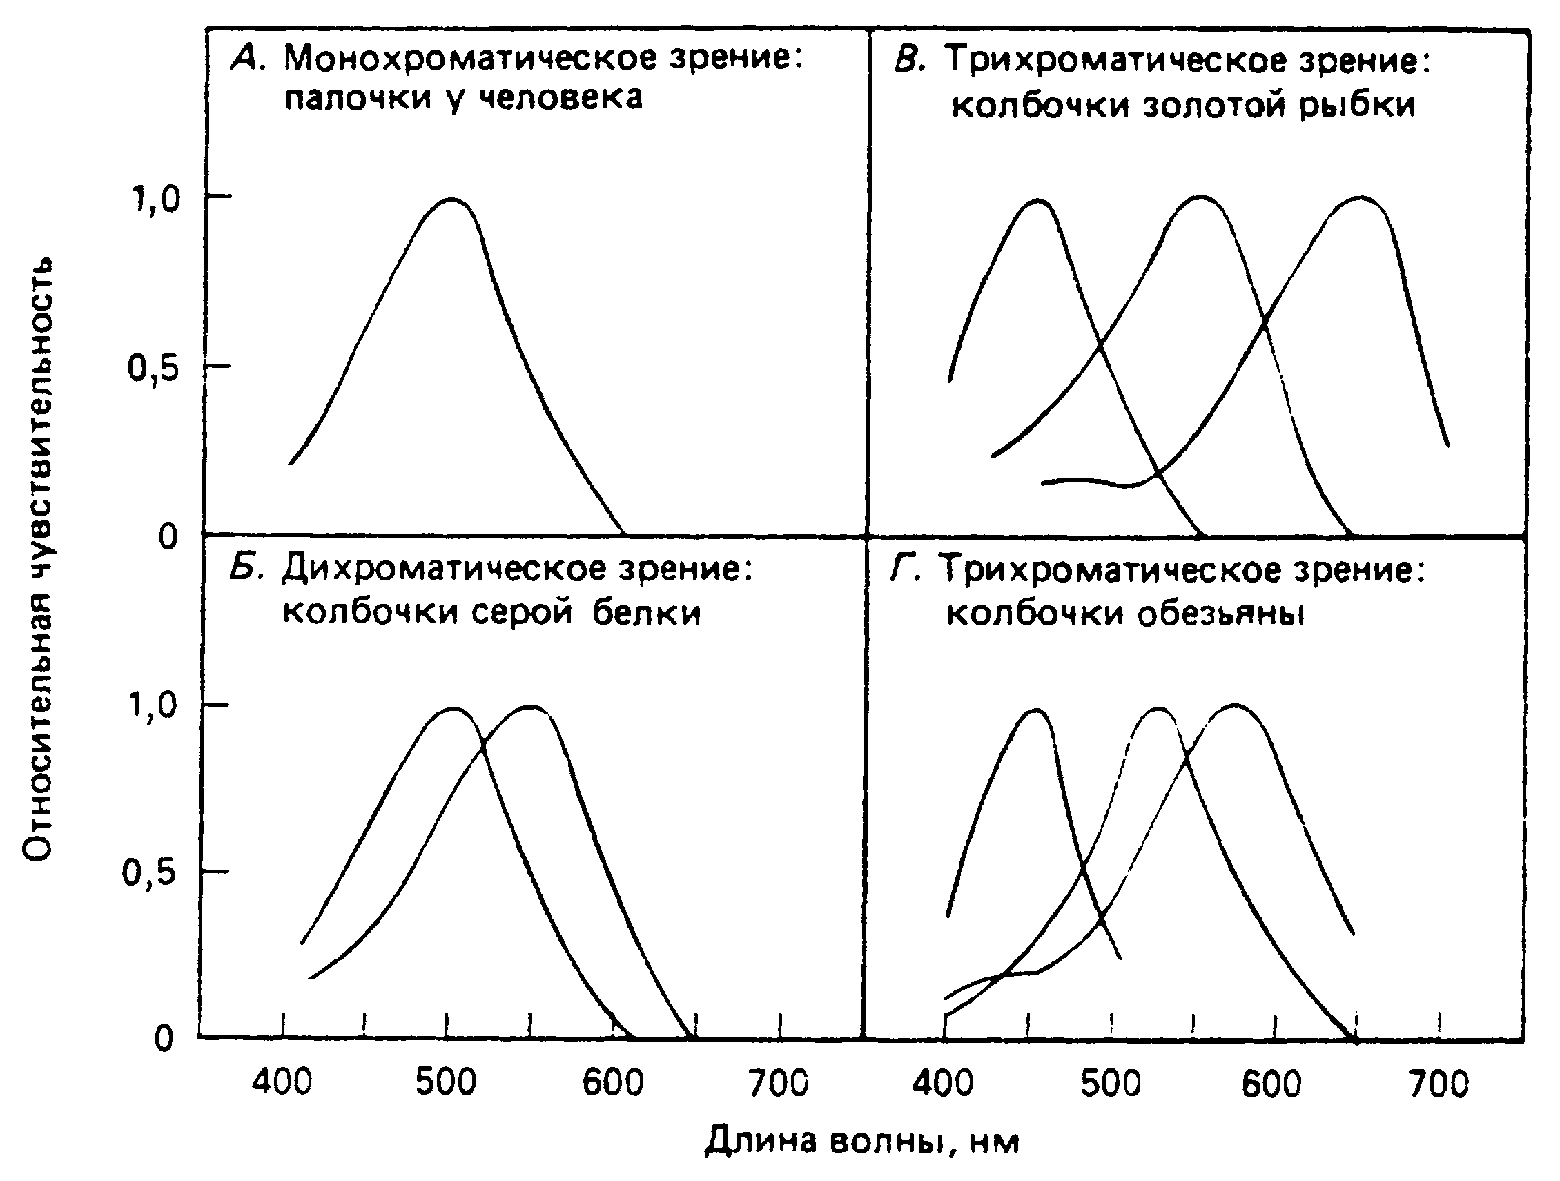 А. Монохроматическое зрение:
палочки у человека
В. Трихроматическое зрение:
колбочки золотой рыбки
1,0
0,5
0
Б. Дихроматическое зрение:
колбочки серой белки
Г. Трихроматическое зрение:
колбочки обезьяны
1,0
0,5
0
Относительная чувствительность
400 500 600 700 400 500 600 700
Длина волны, нм